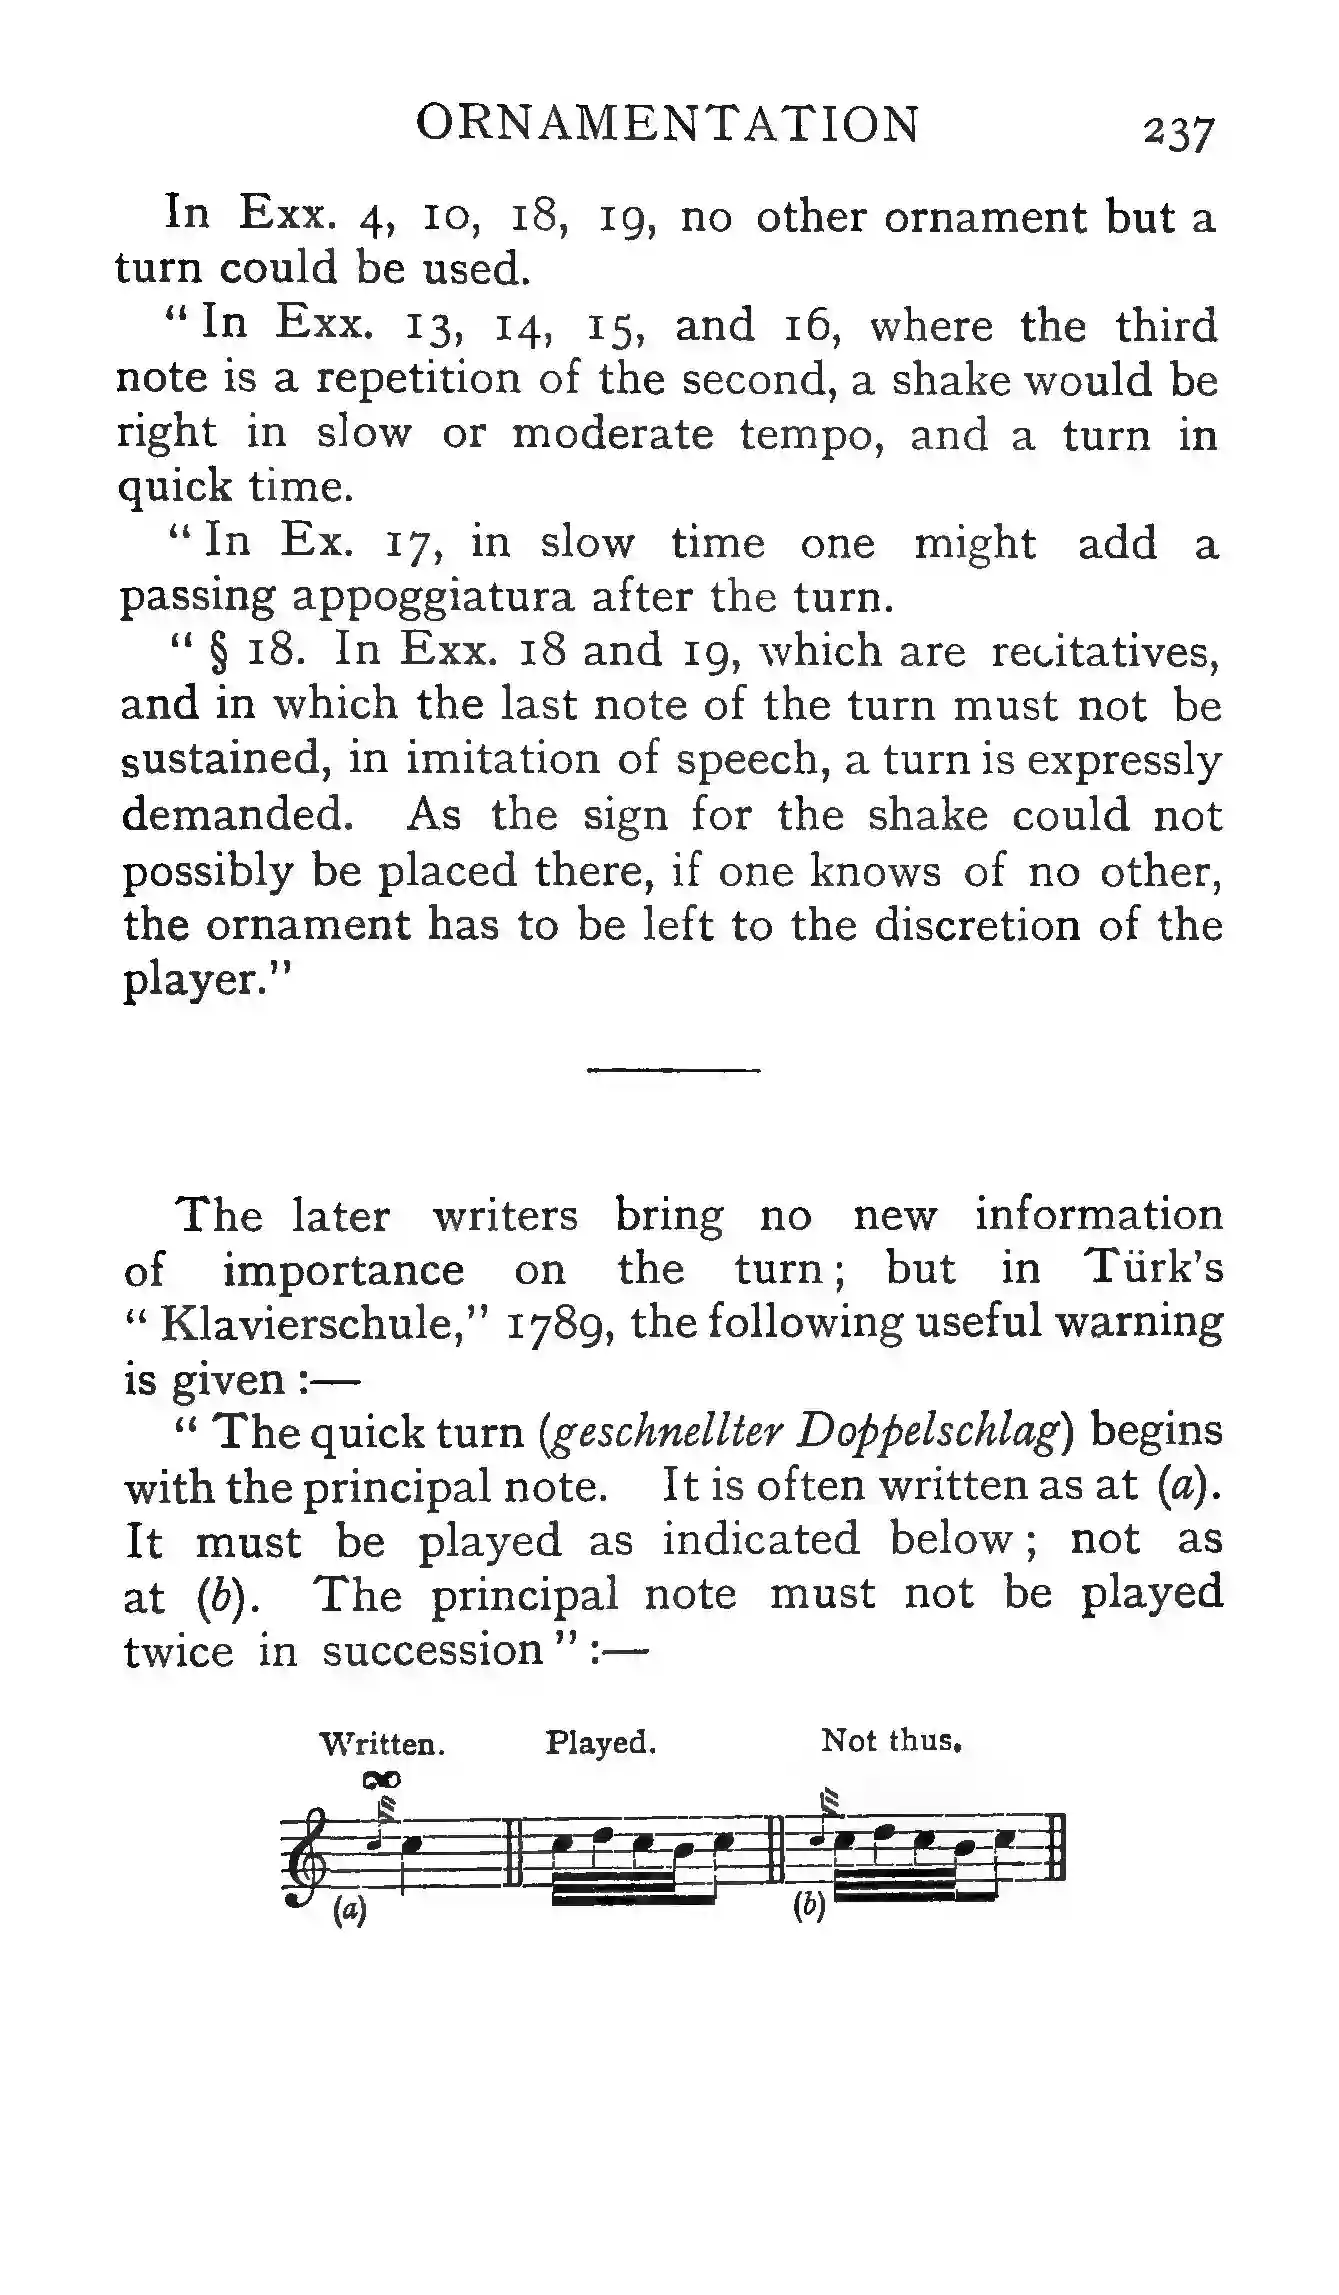 ORNAMENTATION 237
In Exx. 4, 10, 18, 19, no other ornament but a
turn could be used.
“ In Exx. 13, 14, 15, and 16, where the third
note is a repetition of the second, a shake would be
right in slow or moderate tempo, and a turn in
quick time.
“ In Ex. 17, in slow time one might add a
passing appoggiatura after the turn.
“ § 18. In Exx. 18 and 19, which are recitatives,
and in which the last note of the turn must not be
sustained, in imitation of speech, a turn is expressly
demanded. As the sign for the shake could not
possibly be placed there, if one knows of no other,
the ornament has to be left to the discretion of the
player.”
The later writers bring no new information
of importance on the turn; but in Türk’s
“ Klavierschule,” 1789, the following useful warning
is given :—
“ The quick turn (geschnellter Doppelschlag) begins
with the principal note. It is often written as at (a).
It must be played as indicated below; not as
at (b). The principal note must not be played
twice in succession ” :—
Written. Played. Not thus.
(a) (b)